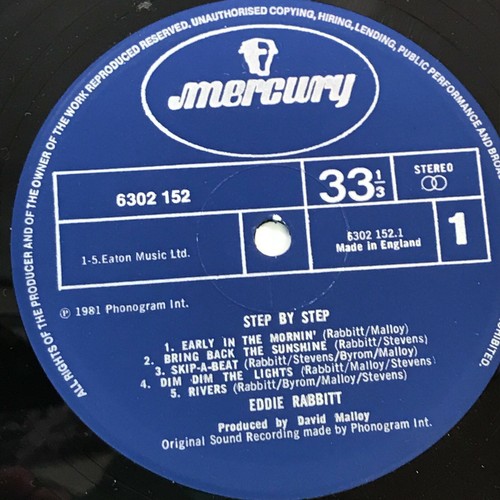 ALL RIGHTS OF THE PRODUCER AND OF THE OWNER OF THE WORK REPRODUCED RESERVED. UNAUTHORISED COPYING, HIRING, LENDING, PUBLIC PERFORMANCE AND
mercury
6302 152
33 1/3
STEREO
1-5.Eaton Music Ltd.
6302 152.1
Made in England
1
℗ 1981 Phonogram Int.
STEP BY STEP
1. EARLY IN THE MORNIN' (Rabbitt/Malloy)
2. BRING BACK THE SUNSHINE (Rabbitt/Stevens)
3. SKIP-A-BEAT (Rabbitt/Stevens/Byrom/Malloy)
4. DIM DIM THE LIGHTS (Rabbitt/Malloy/Stevens)
5. RIVERS (Rabbitt/Byrom/Malloy/Stevens)
EDDIE RABBITT
Produced by David Malloy
Original Sound Recording made by Phonogram Int.